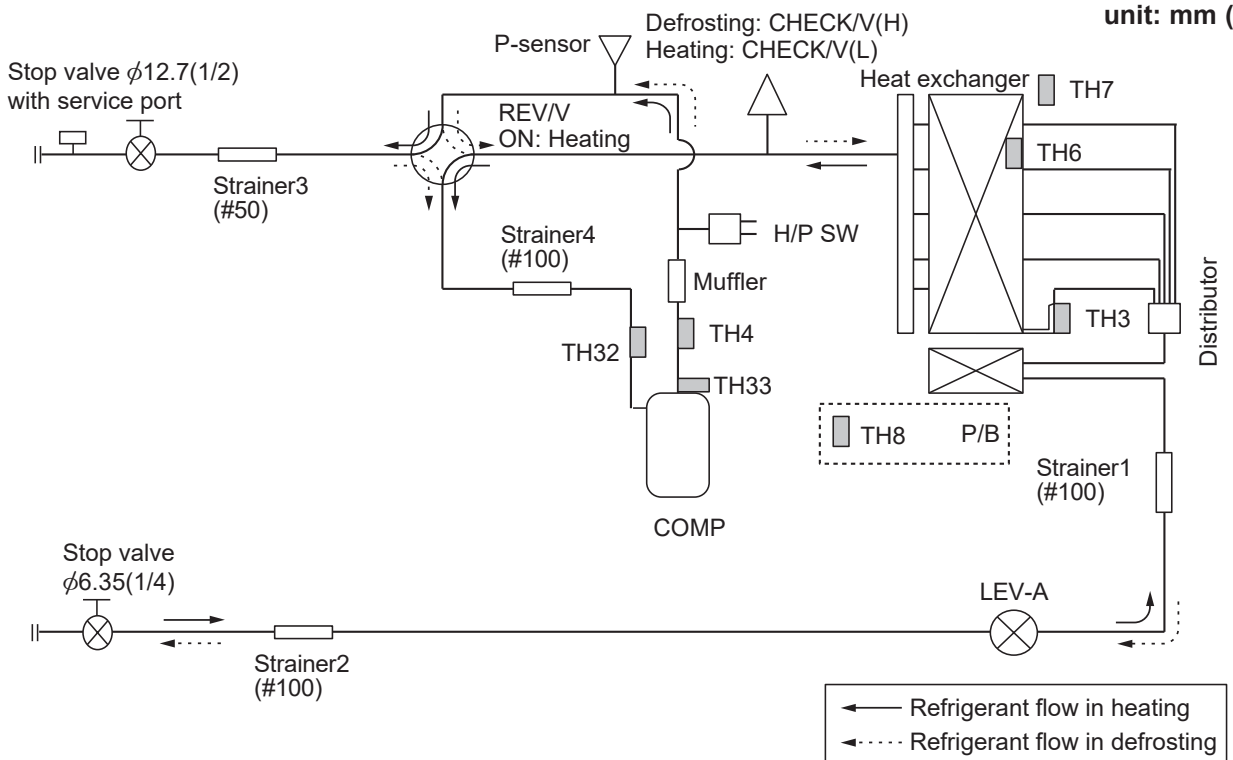 unit: mm (
Defrosting: CHECK/V(H)
Heating: CHECK/V(L)
P-sensor
Stop valve ϕ12.7(1/2)
with service port
Heat exchanger
TH7
REV/V
ON: Heating
TH6
Strainer3
(#50)
Strainer4
(#100)
H/P SW
Muffler
TH4
TH32
TH33
TH3
Distributor
TH8
P/B
Strainer1
(#100)
COMP
Stop valve
ϕ6.35(1/4)
LEV-A
Strainer2
(#100)
Refrigerant flow in heating
Refrigerant flow in defrosting